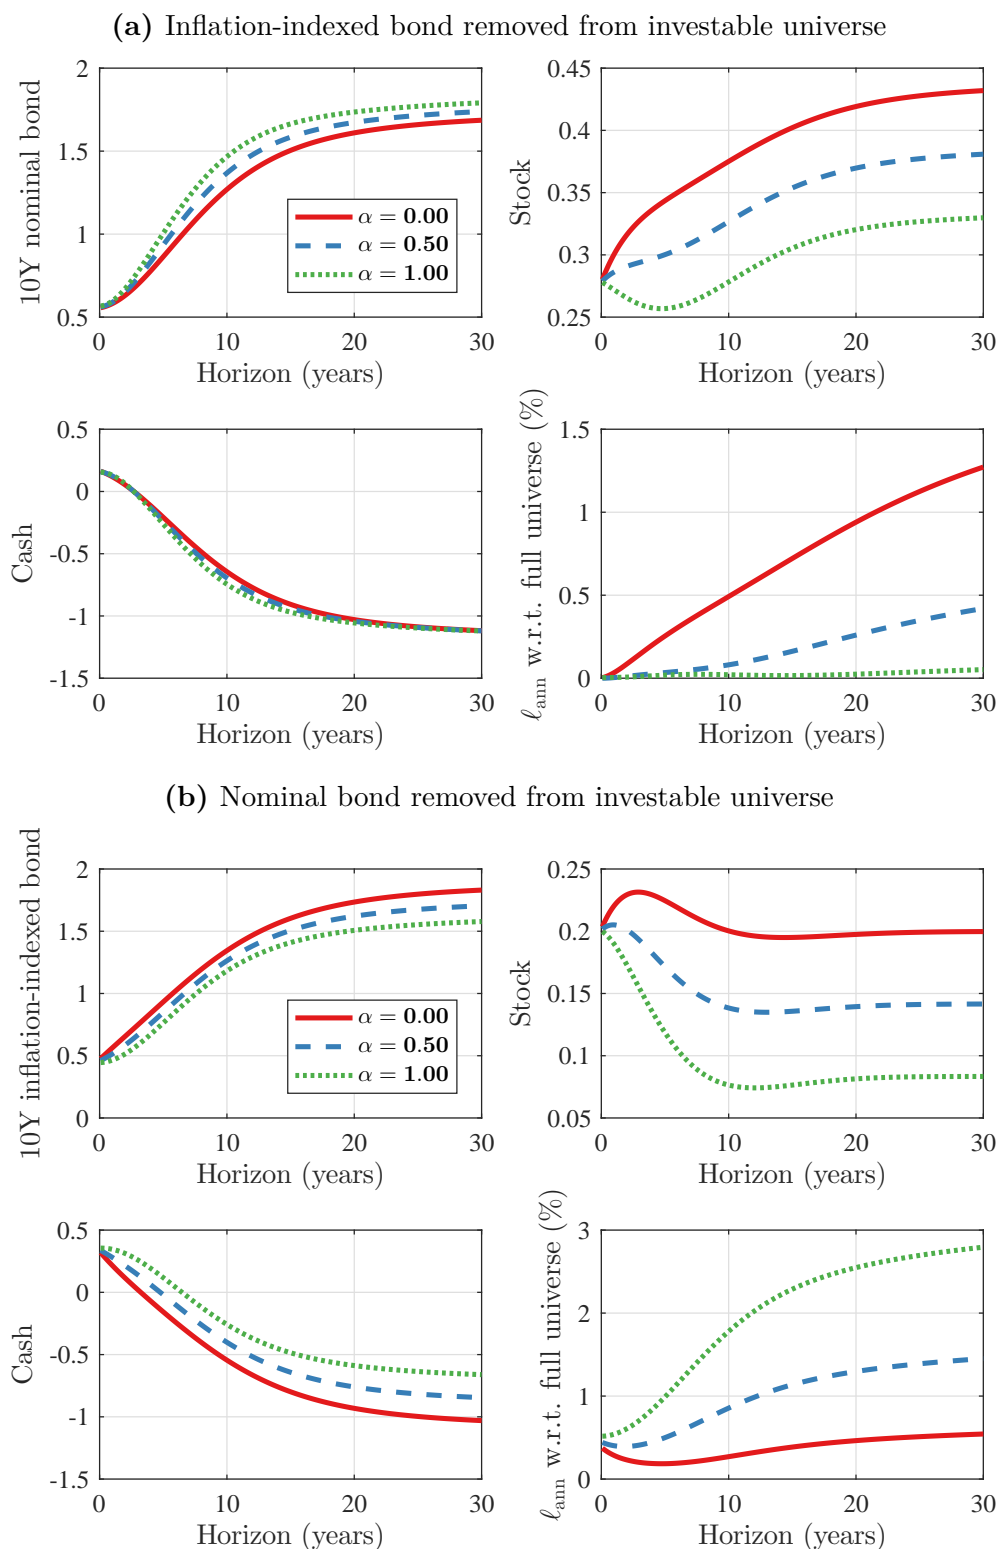 (a) Inflation-indexed bond removed from investable universe
10Y nominal bond
2
1.5
1
0.5
α = 0.00
α = 0.50
α = 1.00
0 10 20 30
Horizon (years)
Stock
0.45
0.4
0.35
0.3
0.25
0 10 20 30
Horizon (years)
Cash
0.5
0
-0.5
-1
-1.5
0 10 20 30
Horizon (years)
ℓann w.r.t. full universe (%)
1.5
1
0.5
0
0 10 20 30
Horizon (years)
(b) Nominal bond removed from investable universe
10Y inflation-indexed bond
2
1.5
1
0.5
0
α = 0.00
α = 0.50
α = 1.00
0 10 20 30
Horizon (years)
Stock
0.25
0.2
0.15
0.1
0.05
0 10 20 30
Horizon (years)
Cash
0.5
0
-0.5
-1
-1.5
0 10 20 30
Horizon (years)
ℓann w.r.t. full universe (%)
3
2
1
0
0 10 20 30
Horizon (years)